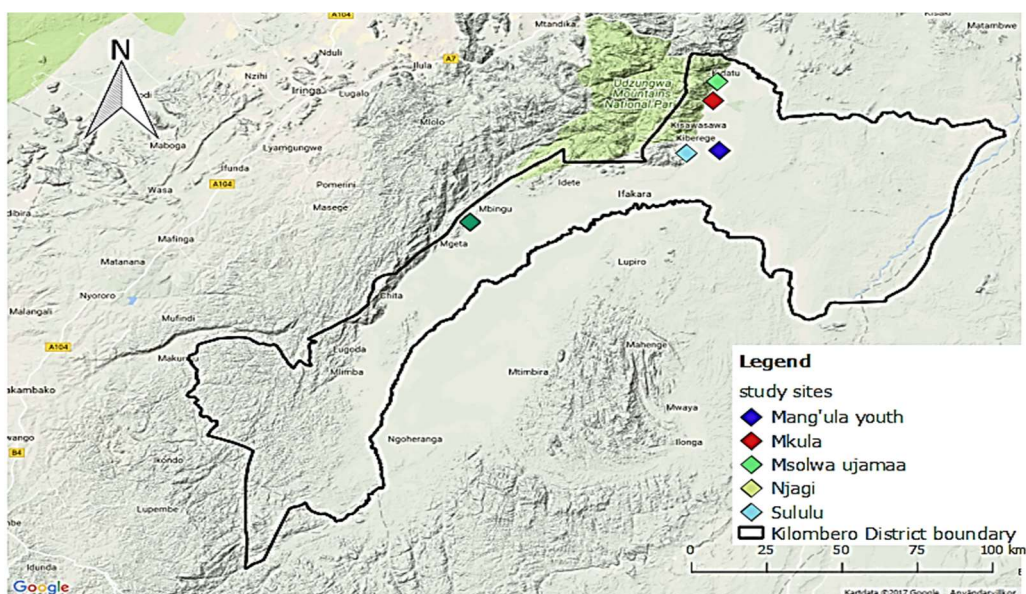 A104
Mtandika
Matambwe
N
Nduli
A7
Ilula
Nzihi
Iringa
Lugalo
Udzungwa
Mountains
National Park
Mlolo
Kisawasawa
Maboga
Lyamgungwe
Kiberege
Ifunda
Wasa
A104
Pomerini
Idete
Masege
Ifakara
Mbingu
Mafinga
Mgeta
Matanana
Lupiro
Nyororo
Chita
Malangali
Mufindi
A104
Lugoda
Mahenge
Mlimba
Mtimbira
Mwaya
Ngoheranga
Ilonga
B4
Ikondo
Lupembe
Idunda
Legend
study sites
Mang'ula youth
Mkula
Msolwa ujamaa
Njagi
Sululu
Kilombero District boundary
0 25 50 75 100 km
Google
Kartdata ©2017 Google Användarvillkor